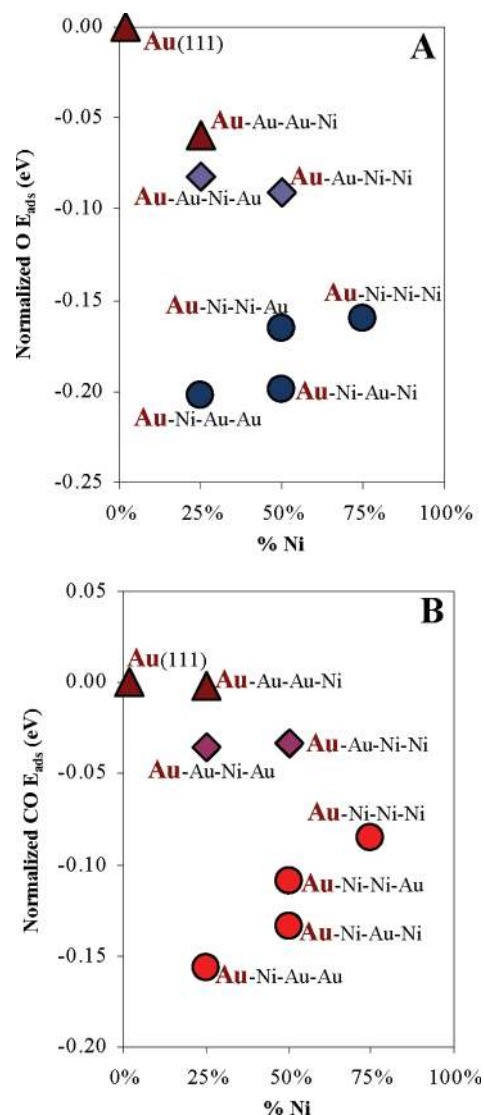 A
Normalized O E_ads (eV)
0.00
-0.05
-0.10
-0.15
-0.20
-0.25
Au(111)
Au-Au-Au-Ni
Au-Au-Ni-Au
Au-Au-Ni-Ni
Au-Ni-Ni-Au
Au-Ni-Ni-Ni
Au-Ni-Au-Au
Au-Ni-Au-Ni
0% 25% 50% 75% 100%
% Ni
B
Normalized CO E_ads (eV)
0.05
0.00
-0.05
-0.10
-0.15
-0.20
Au(111)
Au-Au-Au-Ni
Au-Au-Ni-Au
Au-Au-Ni-Ni
Au-Ni-Ni-Ni
Au-Ni-Ni-Au
Au-Ni-Au-Ni
Au-Ni-Au-Au
0% 25% 50% 75% 100%
% Ni